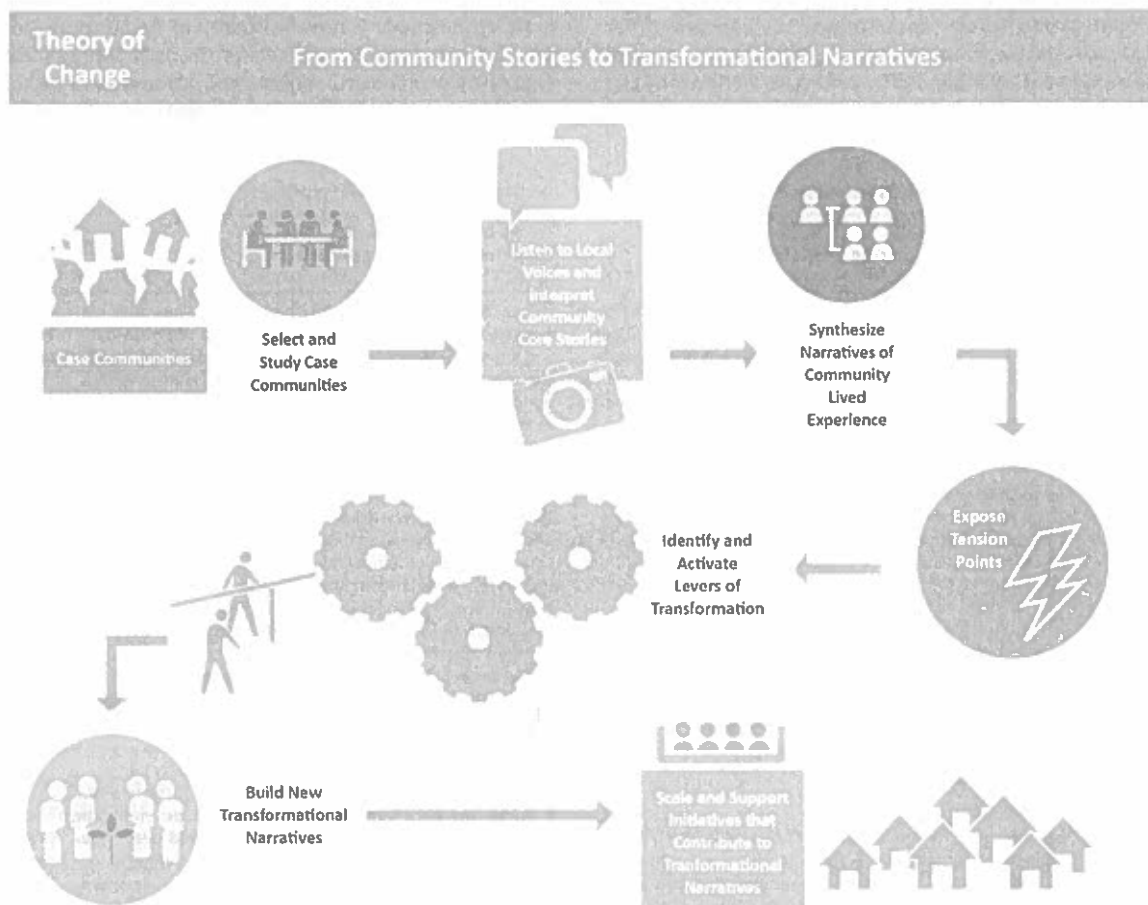 Theory of
Change
From Community Stories to Transformational Narratives
Case Communities
Select and
Study Case
Communities
Listen to Local
Voices and
Interpret
Community
Core Stories
Synthesize
Narratives of
Community
Lived
Experience
Expose
Tension
Points
Identify and
Activate
Levers of
Transformation
Build New
Transformational
Narratives
Scale and Support
Initiatives that
Contribute to
Tranformational
Narratives